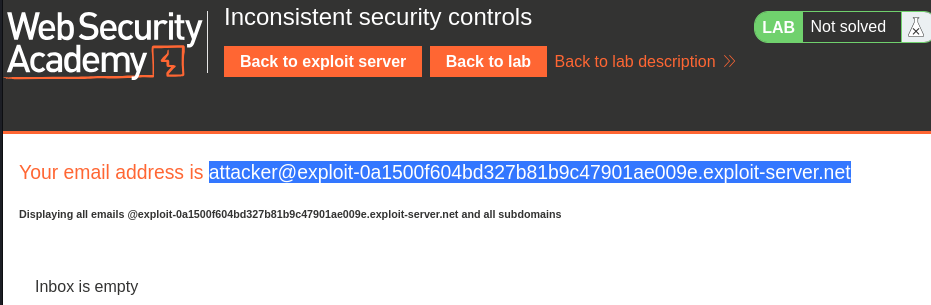 Web Security
Academy
Inconsistent security controls
Back to exploit server
Back to lab
Back to lab description
LAB
Not solved
Your email address is attacker@exploit-0a1500f604bd327b81b9c47901ae009e.exploit-server.net
Displaying all emails @exploit-0a1500f604bd327b81b9c47901ae009e.exploit-server.net and all subdomains
Inbox is empty